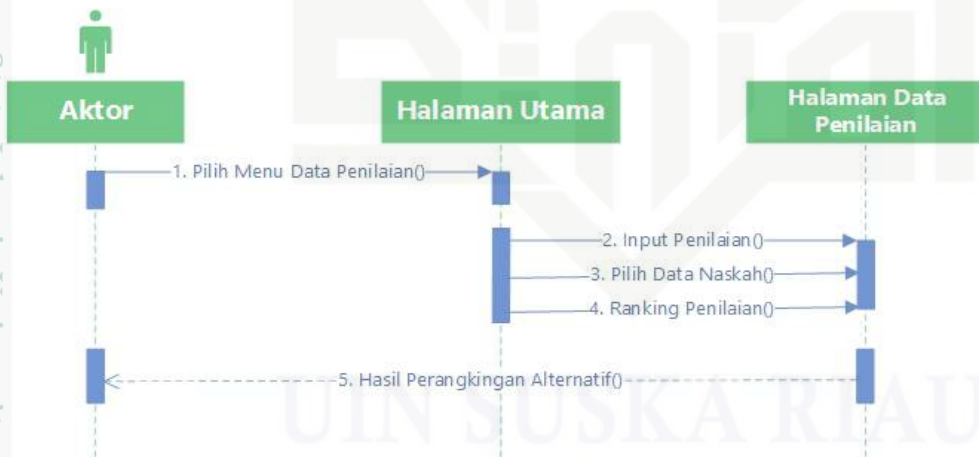 Aktor
Halaman Utama
Halaman Data
Penilaian
1. Pilih Menu Data Penilaian()
2. Input Penilaian()
3. Pilih Data Naskah()
4. Ranking Penilaian()
5. Hasil Perangkingan Alternatif()
UIN SUSKA RIAU